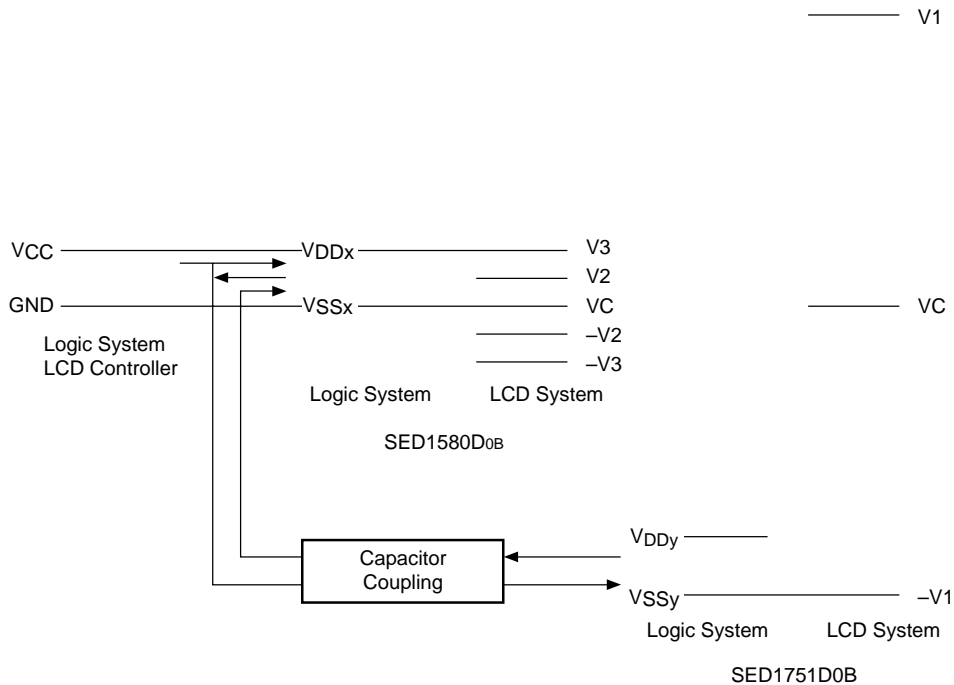 V1
VCC
VDDx
V3
V2
GND
VSSx
VC
VC
–V2
–V3
Logic System
LCD Controller
Logic System
LCD System
SED1580D0B
VDDy
Capacitor
Coupling
VSSy
–V1
Logic System
LCD System
SED1751D0B